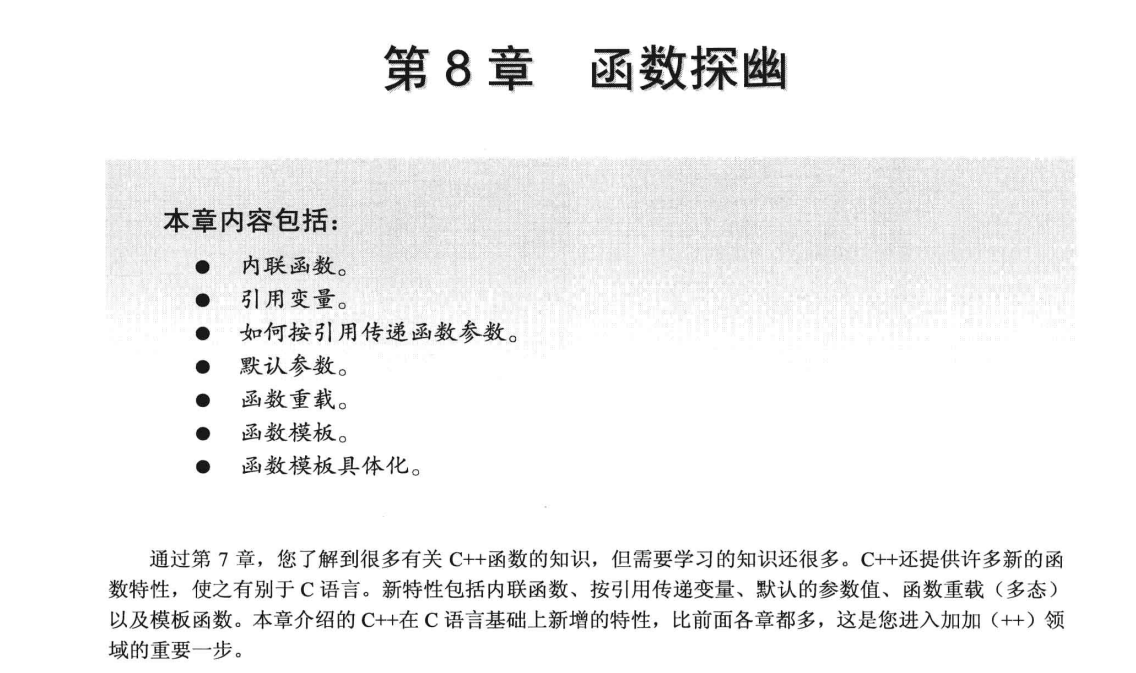 第 8 章 函数探幽
本章内容包括:
● 内联函数。
● 引用变量。
● 如何按引用传递函数参数。
● 默认参数。
● 函数重载。
● 函数模板。
● 函数模板具体化。
通过第 7 章，您了解到很多有关 C++函数的知识，但需要学习的知识还很多。C++还提供许多新的函
数特性，使之有别于 C 语言。新特性包括内联函数、按引用传递变量、默认的参数值、函数重载（多态）
以及模板函数。本章介绍的 C++在 C 语言基础上新增的特性，比前面各章都多，这是您进入加加（++）领
域的重要一步。